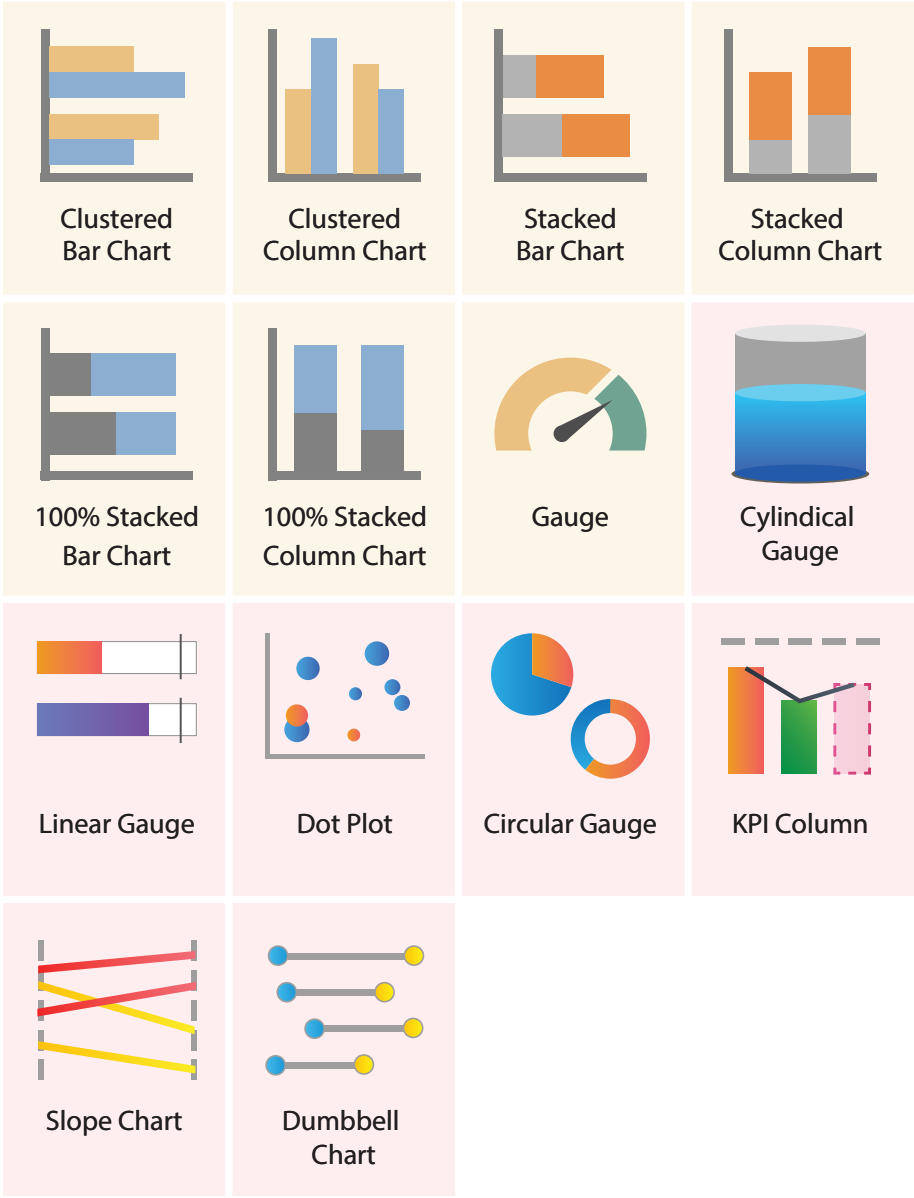 Clustered
Bar Chart
Clustered
Column Chart
Stacked
Bar Chart
Stacked
Column Chart
100% Stacked
Bar Chart
100% Stacked
Column Chart
Gauge
Cylindical
Gauge
Linear Gauge
Dot Plot
Circular Gauge
KPI Column
Slope Chart
Dumbbell
Chart